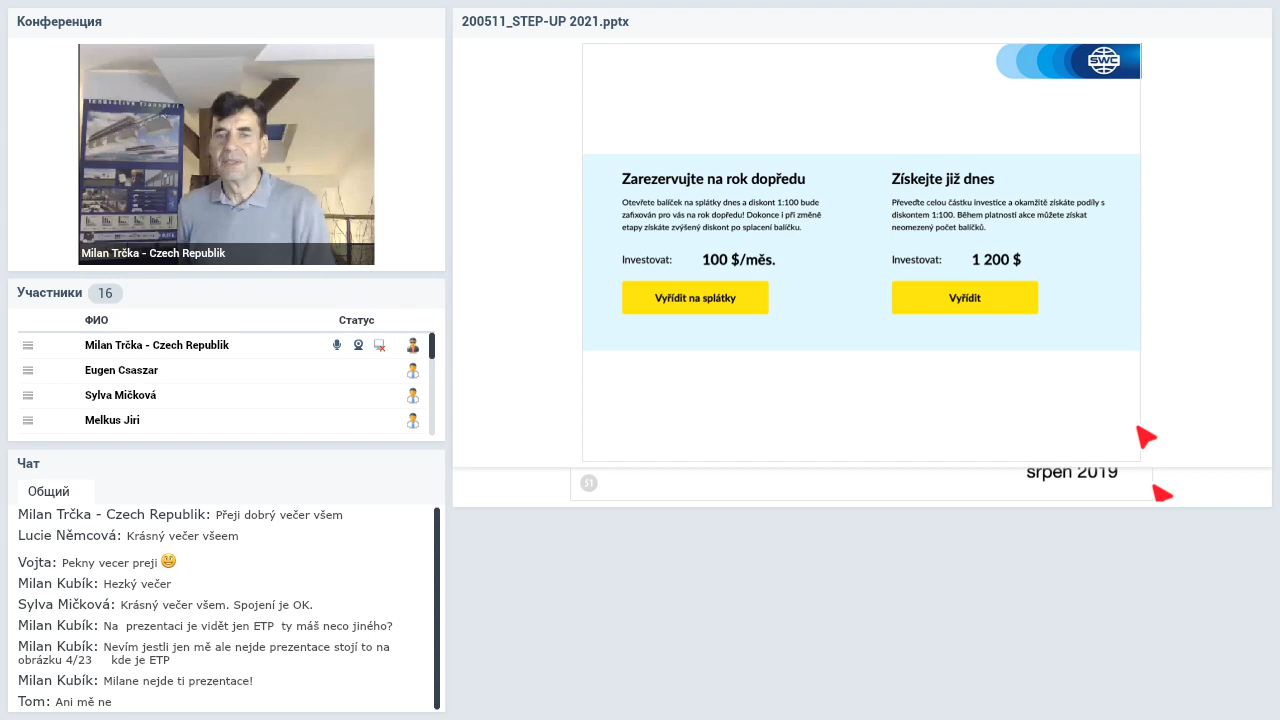 Конференция
Innovative Transport
Milan Trčka - Czech Republik
Участники 16
ФИО Статус
Milan Trčka - Czech Republik
Eugen Csaszar
Sylva Mičková
Melkus Jiri
Чат
Общий
Milan Trčka - Czech Republik: Přeji dobrý večer všem
Lucie Němcová: Krásný večer všeem
Vojta: Pekny vecer preji
Milan Kubík: Hezký večer
Sylva Mičková: Krásný večer všem. Spojení je OK.
Milan Kubík: Na prezentaci je vidět jen ETP ty máš neco jiného?
Milan Kubík: Nevím jestli jen mě ale nejde prezentace stojí to na
obrázku 4/23 kde je ETP
Milan Kubík: Milane nejde ti prezentace!
Tom: Ani mě ne
200511_STEP-UP 2021.pptx
SWC
Zarezervujte na rok dopředu
Otevřete balíček na splátky dnes a diskont 1:100 bude
zafixován pro vás na rok dopředu! Dokonce i při změně
etapy získáte zvýšený diskont po splacení balíčku.
Investovat: 100 $/měs.
Vyřídit na splátky
Získejte již dnes
Převeďte celou částku investice a okamžitě získáte podíly s
diskontem 1:100. Během platnosti akce můžete získat
neomezený počet balíčků.
Investovat: 1 200 $
Vyřídit
51
srpen 2019